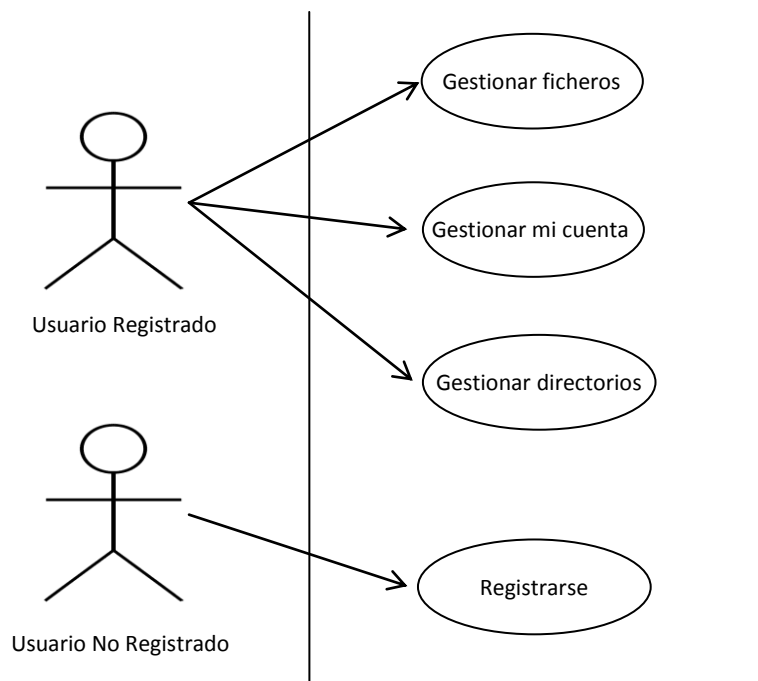 Gestionar ficheros
Gestionar mi cuenta
Usuario Registrado
Gestionar directorios
Registrarse
Usuario No Registrado